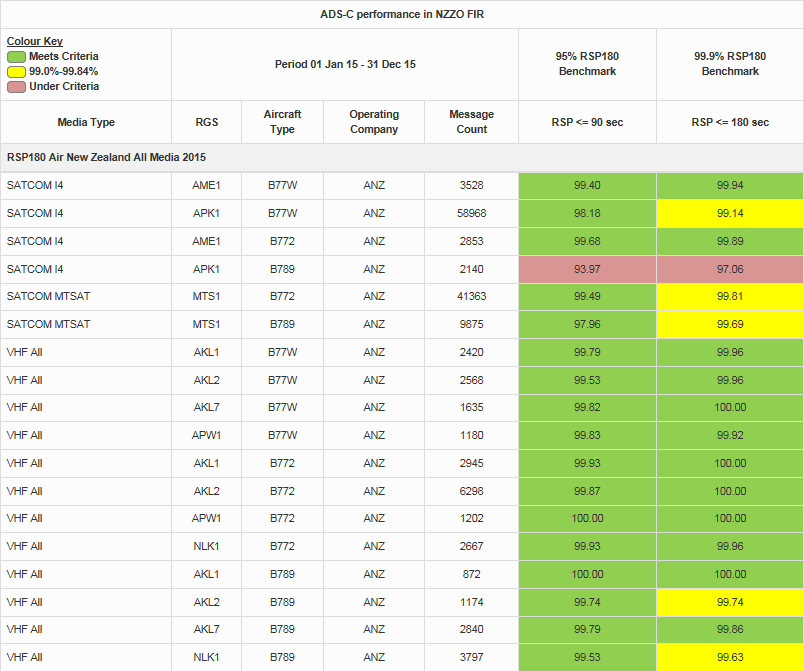 ADS-C performance in NZZO FIR
Colour Key
Meets Criteria
99.0%-99.84%
Under Criteria
Period 01 Jan 15 - 31 Dec 15
95% RSP180
Benchmark
99.9% RSP180
Benchmark
Media Type RGS Aircraft Type Operating Company Message Count RSP <= 90 sec RSP <= 180 sec
RSP180 Air New Zealand All Media 2015
SATCOM I4 AME1 B77W ANZ 3528 99.40 99.94
SATCOM I4 APK1 B77W ANZ 58968 98.18 99.14
SATCOM I4 AME1 B772 ANZ 2853 99.68 99.89
SATCOM I4 APK1 B789 ANZ 2140 93.97 97.06
SATCOM MTSAT MTS1 B772 ANZ 41363 99.49 99.81
SATCOM MTSAT MTS1 B789 ANZ 9875 97.96 99.69
VHF All AKL1 B77W ANZ 2420 99.79 99.96
VHF All AKL2 B77W ANZ 2568 99.53 99.96
VHF All AKL7 B77W ANZ 1635 99.82 100.00
VHF All APW1 B77W ANZ 1180 99.83 99.92
VHF All AKL1 B772 ANZ 2945 99.93 100.00
VHF All AKL2 B772 ANZ 6298 99.87 100.00
VHF All APW1 B772 ANZ 1202 100.00 100.00
VHF All NLK1 B772 ANZ 2667 99.93 99.96
VHF All AKL1 B789 ANZ 872 100.00 100.00
VHF All AKL2 B789 ANZ 1174 99.74 99.74
VHF All AKL7 B789 ANZ 2840 99.79 99.86
VHF All NLK1 B789 ANZ 3797 99.53 99.63